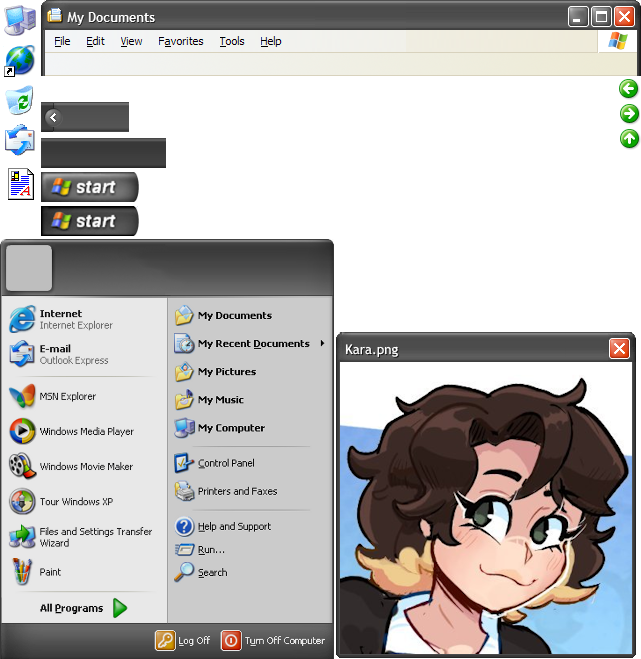 My Documents
File Edit View Favorites Tools Help
start
start
Internet
Internet Explorer
E-mail
Outlook Express
MSN Explorer
Windows Media Player
Windows Movie Maker
Tour Windows XP
Files and Settings Transfer
Wizard
Paint
All Programs
My Documents
My Recent Documents
My Pictures
My Music
My Computer
Control Panel
Printers and Faxes
Help and Support
Run...
Search
Log Off
Turn Off Computer
Kara.png